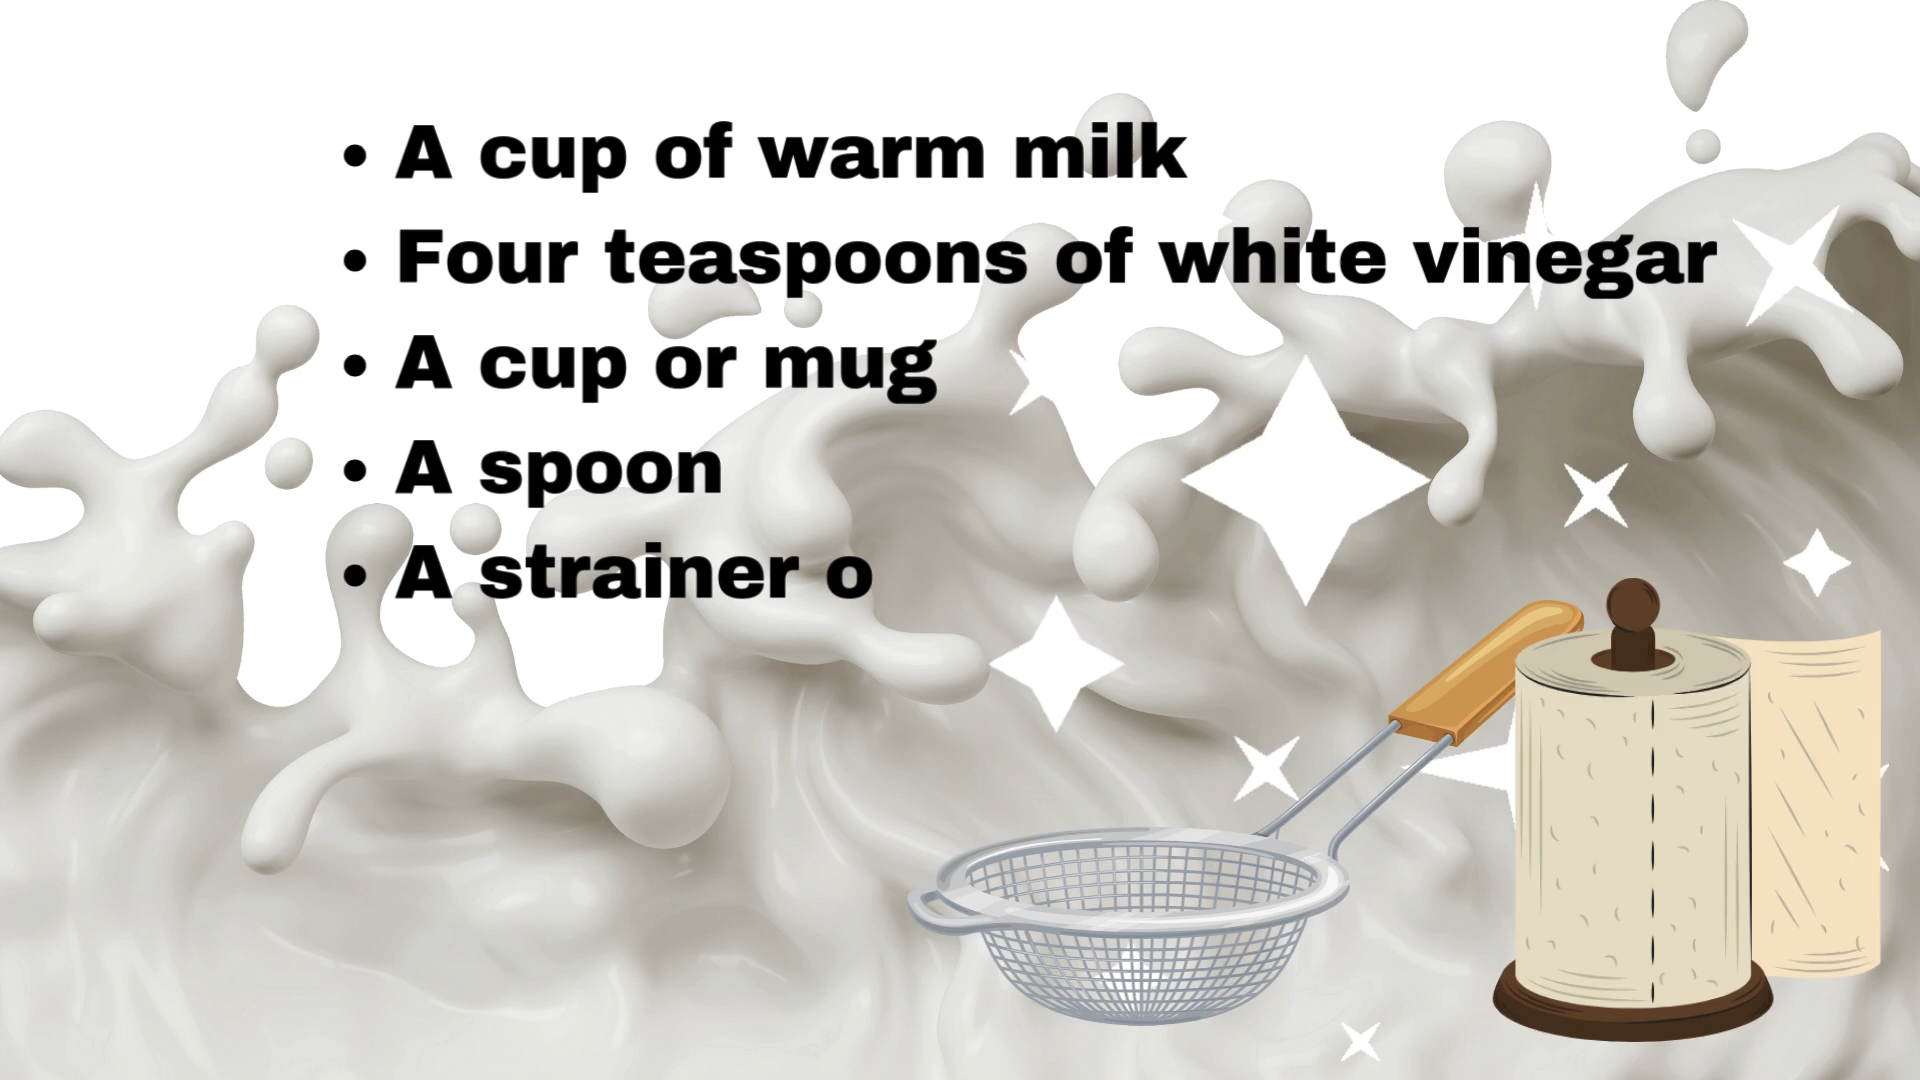 • A cup of warm milk
• Four teaspoons of white vinegar
• A cup or mug
• A spoon
• A strainer o